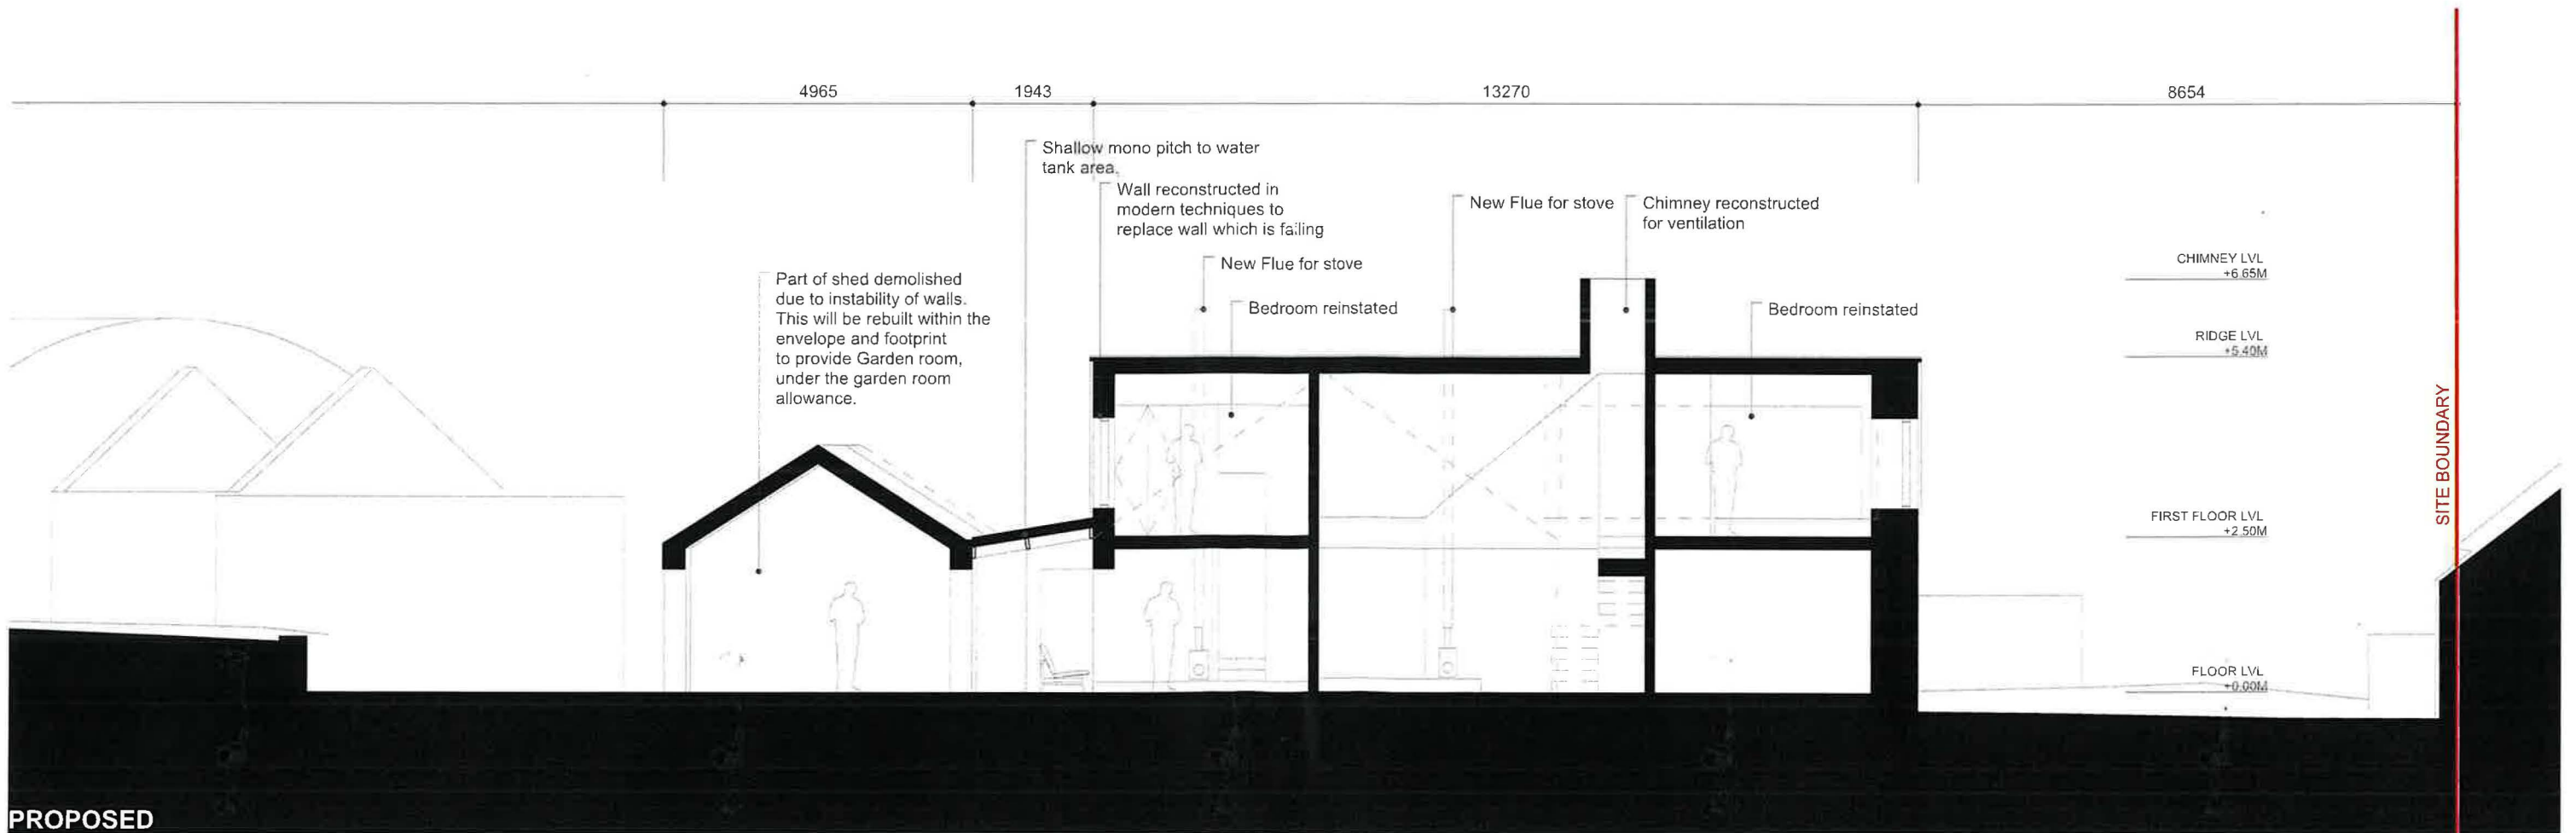 4965
1943
13270
8654
Shallow mono pitch to water
tank area.
Wall reconstructed in
modern techniques to
replace wall which is failing
New Flue for stove
Chimney reconstructed
for ventilation
New Flue for stove
Bedroom reinstated
Bedroom reinstated
Part of shed demolished
due to instability of walls.
This will be rebuilt within the
envelope and footprint
to provide Garden room,
under the garden room
allowance.
CHIMNEY LVL
+6.65M
RIDGE LVL
+5.40M
FIRST FLOOR LVL
+2.50M
FLOOR LVL
+0.00M
SITE BOUNDARY
PROPOSED